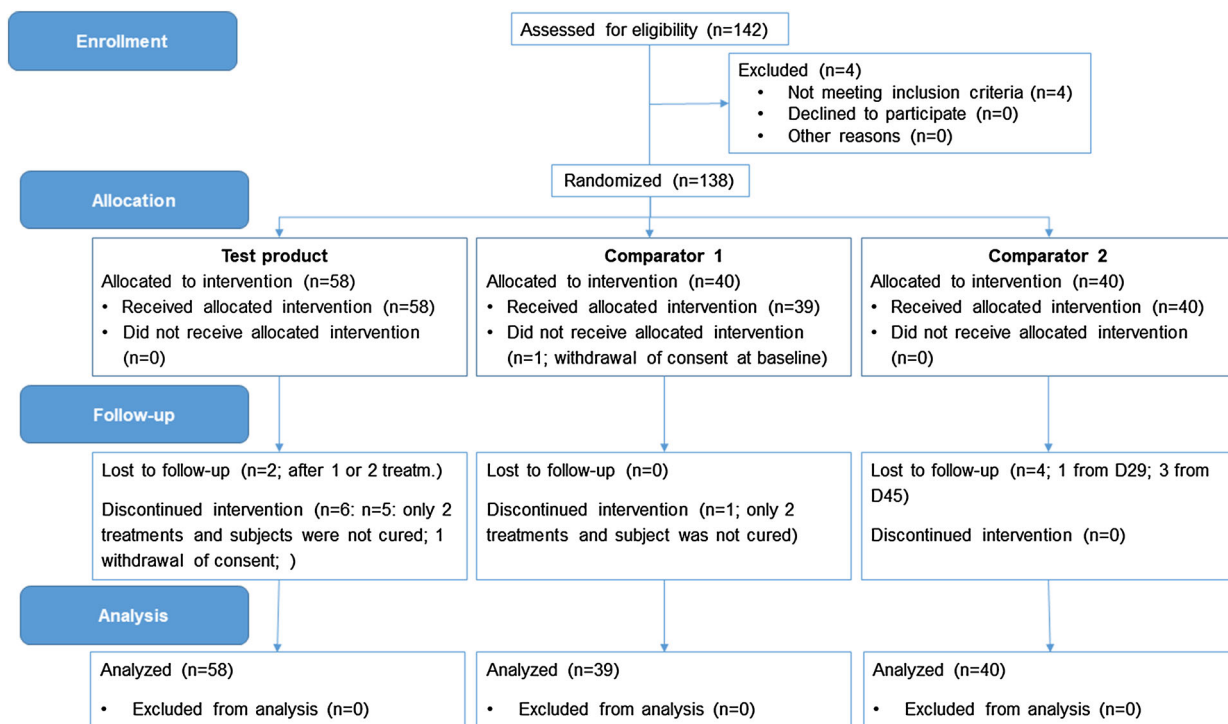 Enrollment
Assessed for eligibility (n=142)
Excluded (n=4)
• Not meeting inclusion criteria (n=4)
• Declined to participate (n=0)
• Other reasons (n=0)
Randomized (n=138)
Allocation
Test product
Allocated to intervention (n=58)
• Received allocated intervention (n=58)
• Did not receive allocated intervention
(n=0)
Comparator 1
Allocated to intervention (n=40)
• Received allocated intervention (n=39)
• Did not receive allocated intervention
(n=1; withdrawal of consent at baseline)
Comparator 2
Allocated to intervention (n=40)
• Received allocated intervention (n=40)
• Did not receive allocated intervention
(n=0)
Follow-up
Lost to follow-up (n=2; after 1 or 2 treatm.)
Discontinued intervention (n=6: n=5: only 2
treatments and subjects were not cured; 1
withdrawal of consent; )
Lost to follow-up (n=0)
Discontinued intervention (n=1; only 2
treatments and subject was not cured)
Lost to follow-up (n=4; 1 from D29; 3 from
D45)
Discontinued intervention (n=0)
Analysis
Analyzed (n=58)
• Excluded from analysis (n=0)
Analyzed (n=39)
• Excluded from analysis (n=0)
Analyzed (n=40)
• Excluded from analysis (n=0)